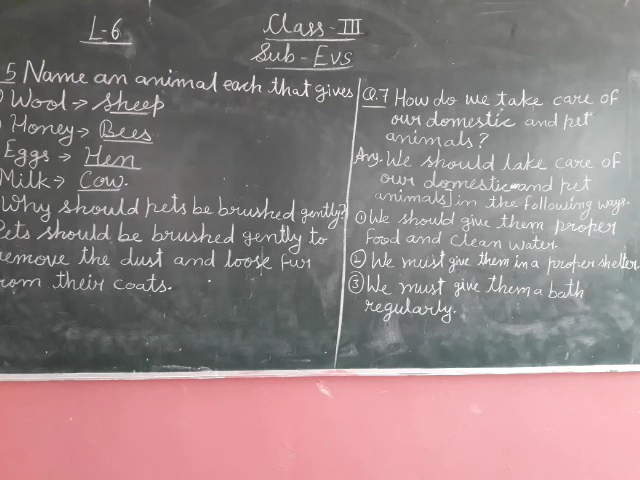 L-6
Class-III
Sub-Evs
5 Name an animal each that gives
Wool → Sheep
Honey → Bees
Eggs → Hen
Milk → Cow.
Why should pets be brushed gently?
Pets should be brushed gently to
remove the dust and loose fur
from their coats.
Q.7 How do we take care of
our domestic and pet
animals?
Ans. We should take care of
our domestic and pet
animals in the following ways.
① We should give them proper
Food and Clean water
② We must give them in a proper shelter
③ We must give them a bath
regularly.